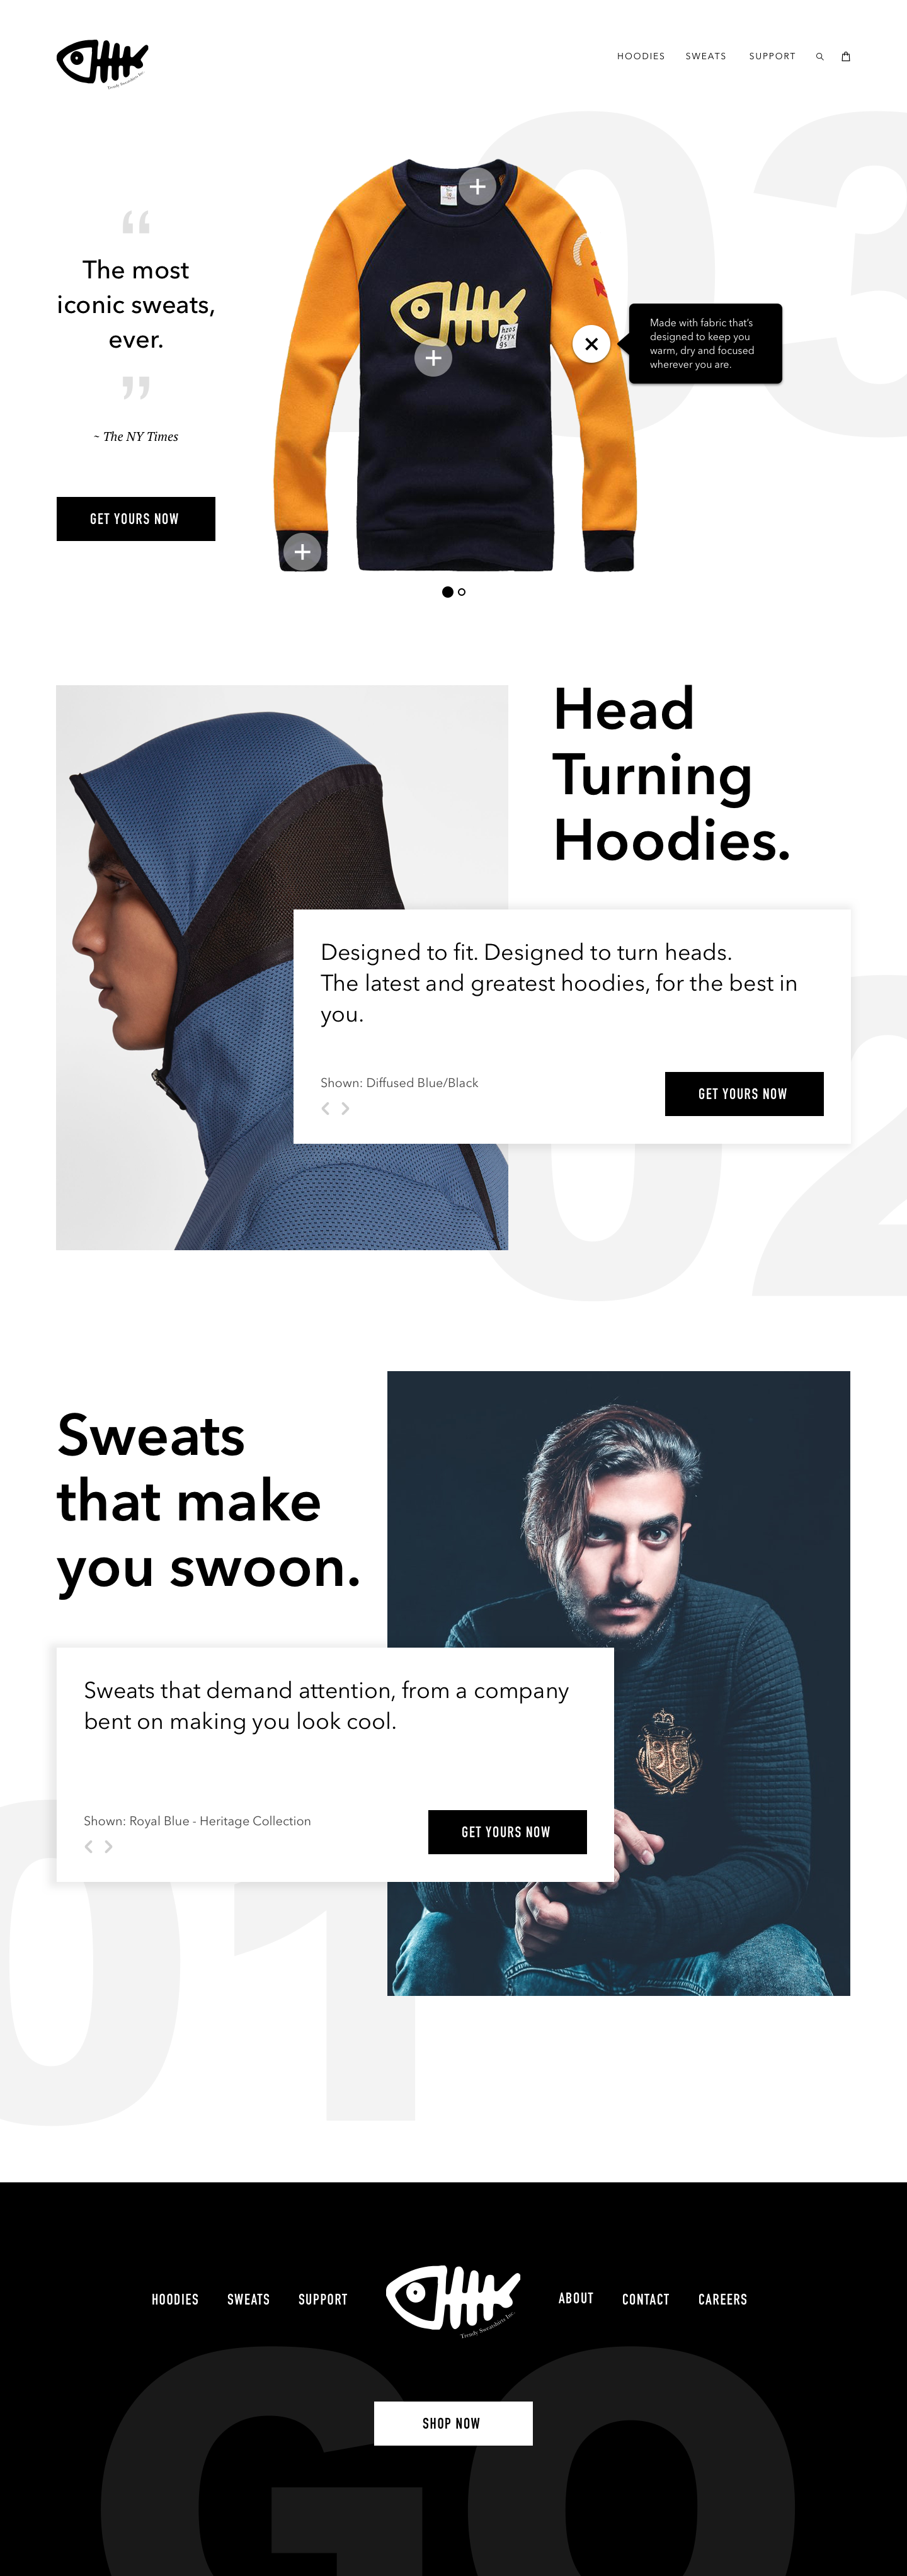 Trendy Sweatshirts Inc.
HOODIES SWEATS SUPPORT
03
“
The most
iconic sweats,
ever.
”
~ The NY Times
GET YOURS NOW
Made with fabric that's
designed to keep you
warm, dry and focused
wherever you are.
Head
Turning
Hoodies.
02
Designed to fit. Designed to turn heads.
The latest and greatest hoodies, for the best in
you.
Shown: Diffused Blue/Black
GET YOURS NOW
Sweats
that make
you swoon.
01
Sweats that demand attention, from a company
bent on making you look cool.
Shown: Royal Blue - Heritage Collection
GET YOURS NOW
HOODIES SWEATS SUPPORT
Trendy Sweatshirts Inc.
ABOUT CONTACT CAREERS
GO
SHOP NOW